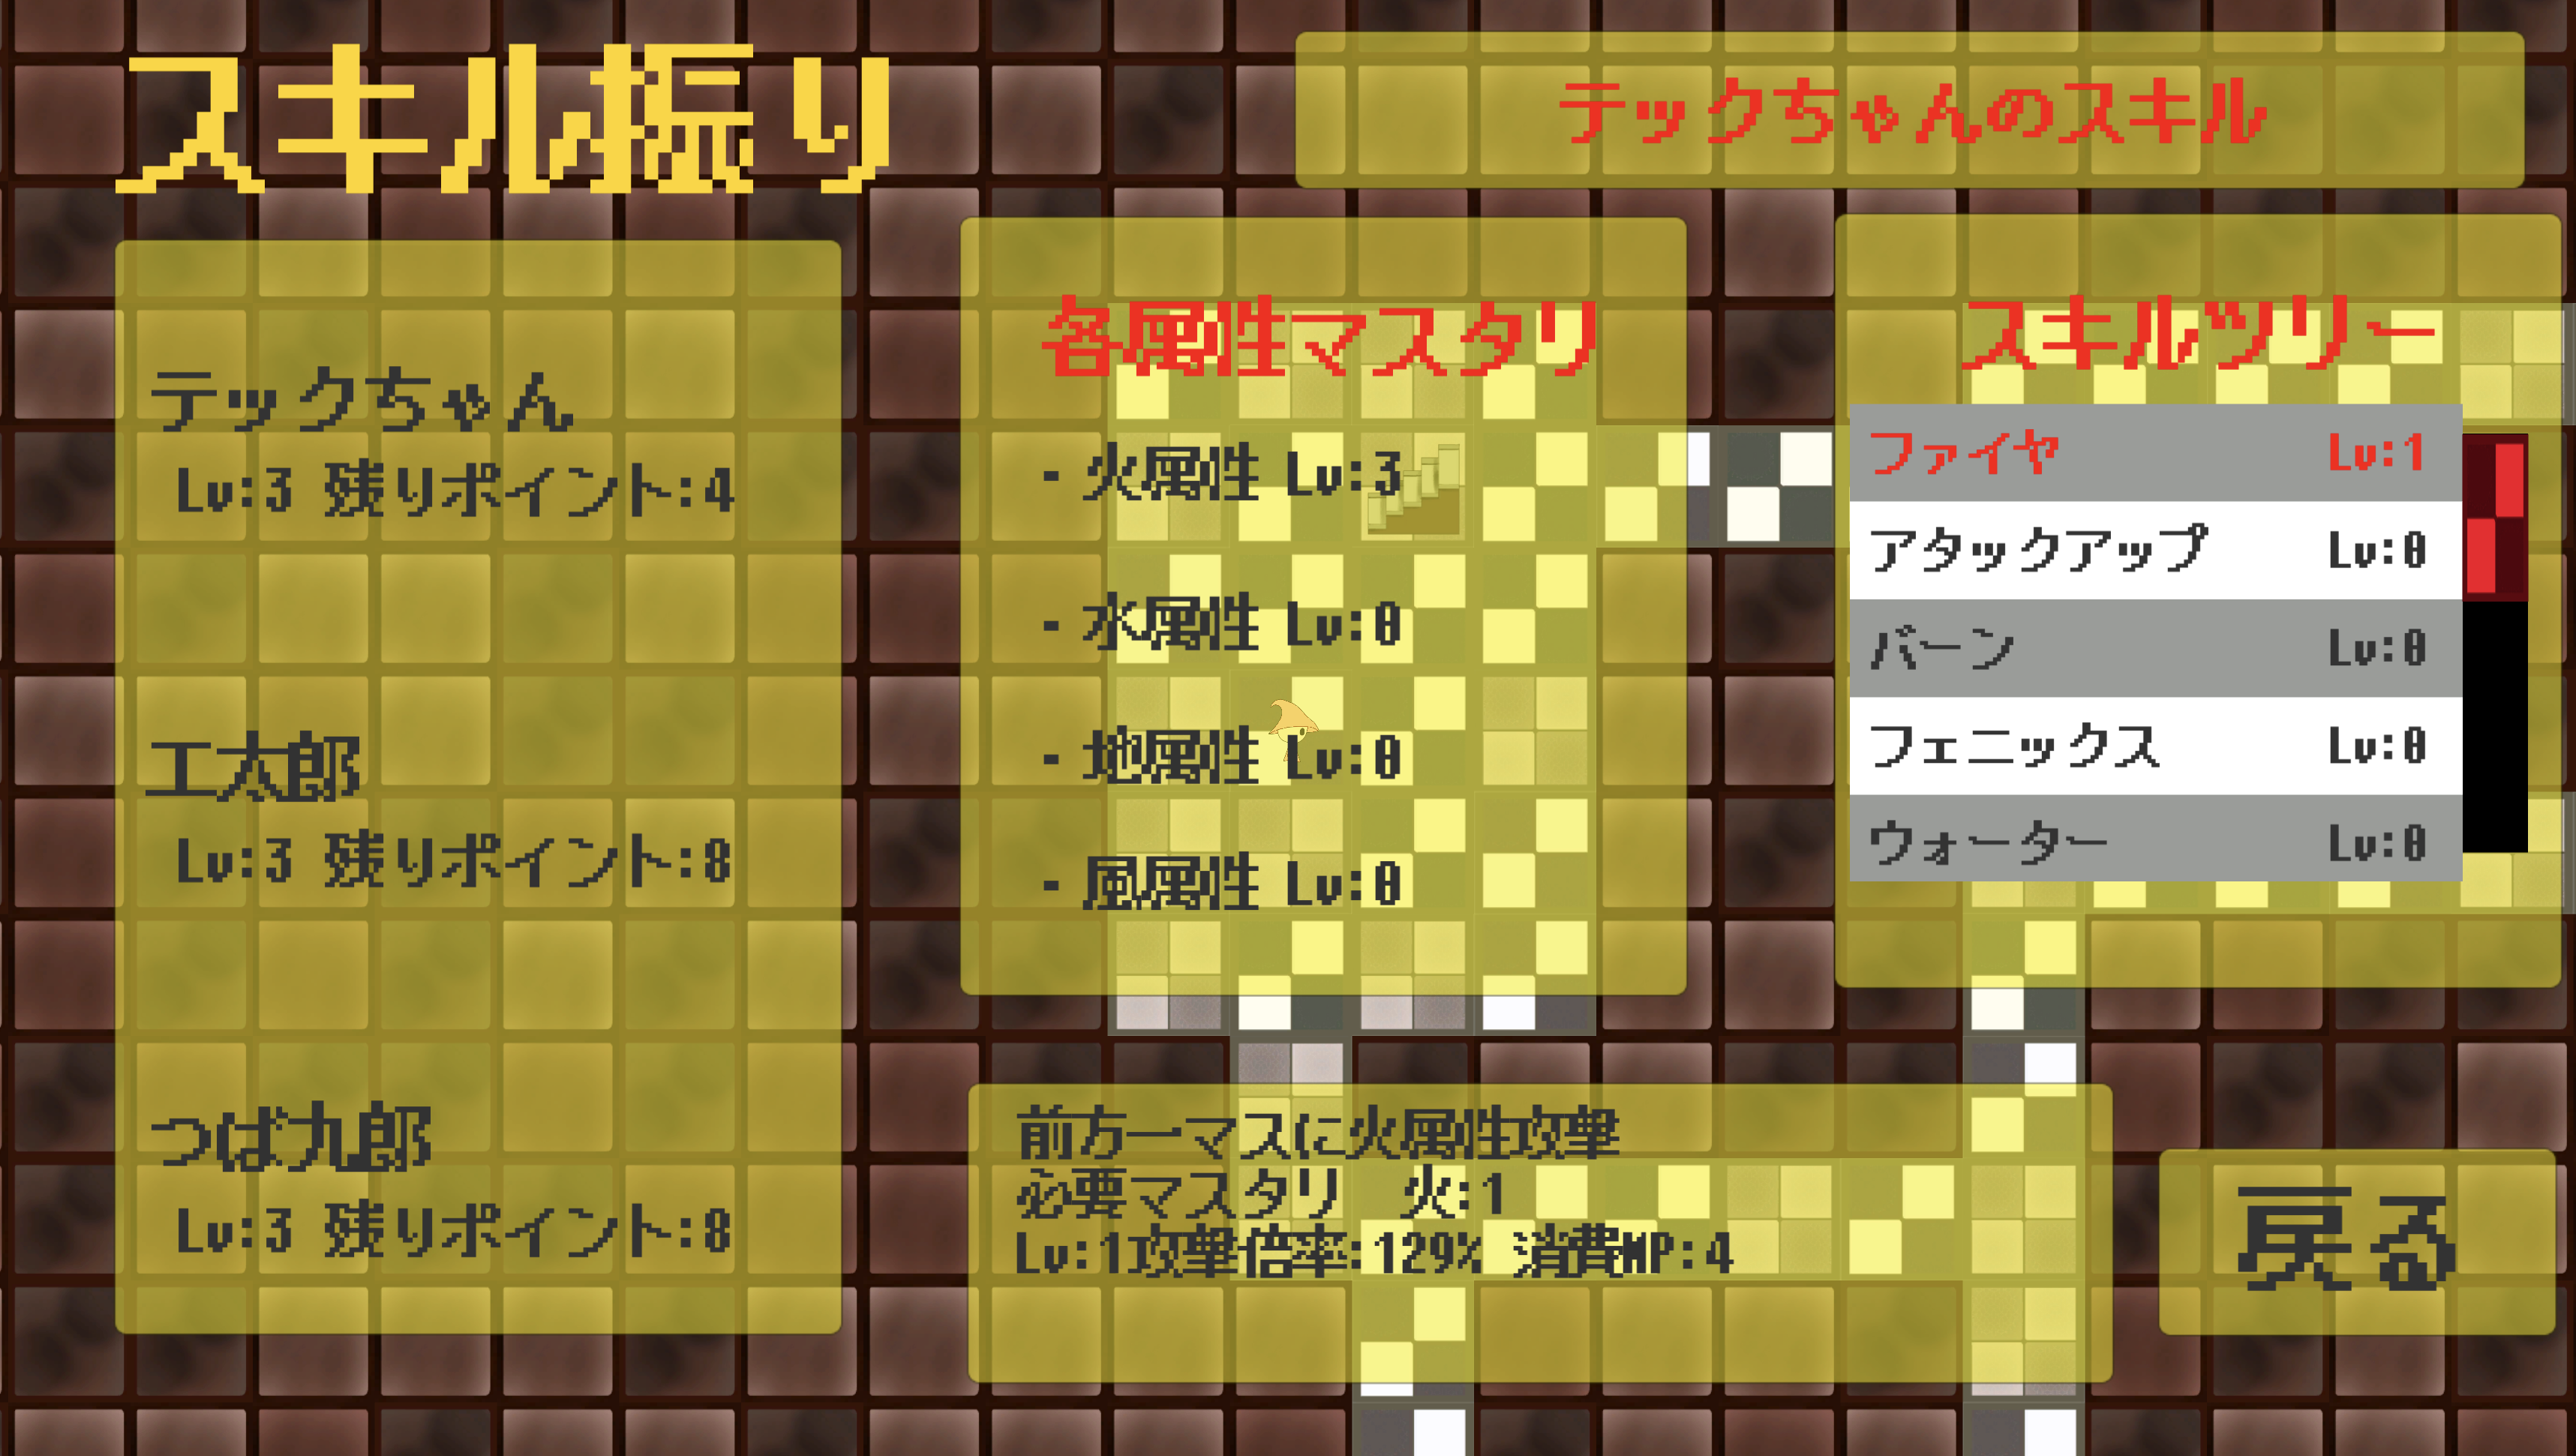 スキル振り
テックちゃんのスキル
テックちゃん
Lv:3 残りポイント:4
工太郎
Lv:3 残りポイント:8
つば九郎
Lv:3 残りポイント:8
各属性マスタリ
- 火属性 Lv:3
- 水属性 Lv:0
- 地属性 Lv:0
- 風属性 Lv:0
スキルツリー
ファイヤ Lv:1
アタックアップ Lv:0
バーン Lv:0
フェニックス Lv:0
ウォーター Lv:0
前方一マスに火属性攻撃
必要マスタリ 火:1
Lv:1攻撃倍率:129% 消費MP:4
戻る